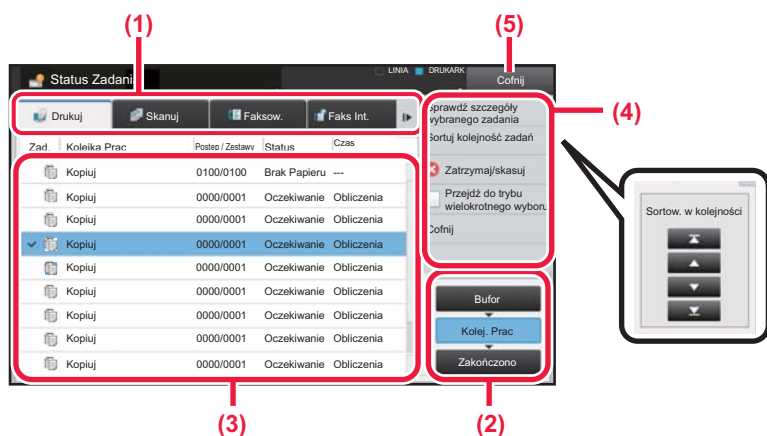 (1)
(5)
Status Zadani
LINIA
DRUKARK
Cofnij
Drukuj
Skanuj
Faksow.
Faks Int.
Sprawdź szczegóły
wybranego zadania
(4)
Sortuj kolejność zadań
Zad. Kolejka Prac Postęp / Zestawy Status Czas
Kopiuj 0100/0100 Brak Papieru ---
Zatrzymaj/skasuj
Kopiuj 0000/0001 Oczekiwanie Obliczenia
Przejdź do trybu
wielokrotnego wyboru
Kopiuj 0000/0001 Oczekiwanie Obliczenia
Cofnij
Kopiuj 0000/0001 Oczekiwanie Obliczenia
Kopiuj 0000/0001 Oczekiwanie Obliczenia
Kopiuj 0000/0001 Oczekiwanie Obliczenia
Kopiuj 0000/0001 Oczekiwanie Obliczenia
Kopiuj 0000/0001 Oczekiwanie Obliczenia
Kopiuj 0000/0001 Oczekiwanie Obliczenia
Bufor
Kolej. Prac
Zakończono
Sortow. w kolejności
(3)
(2)